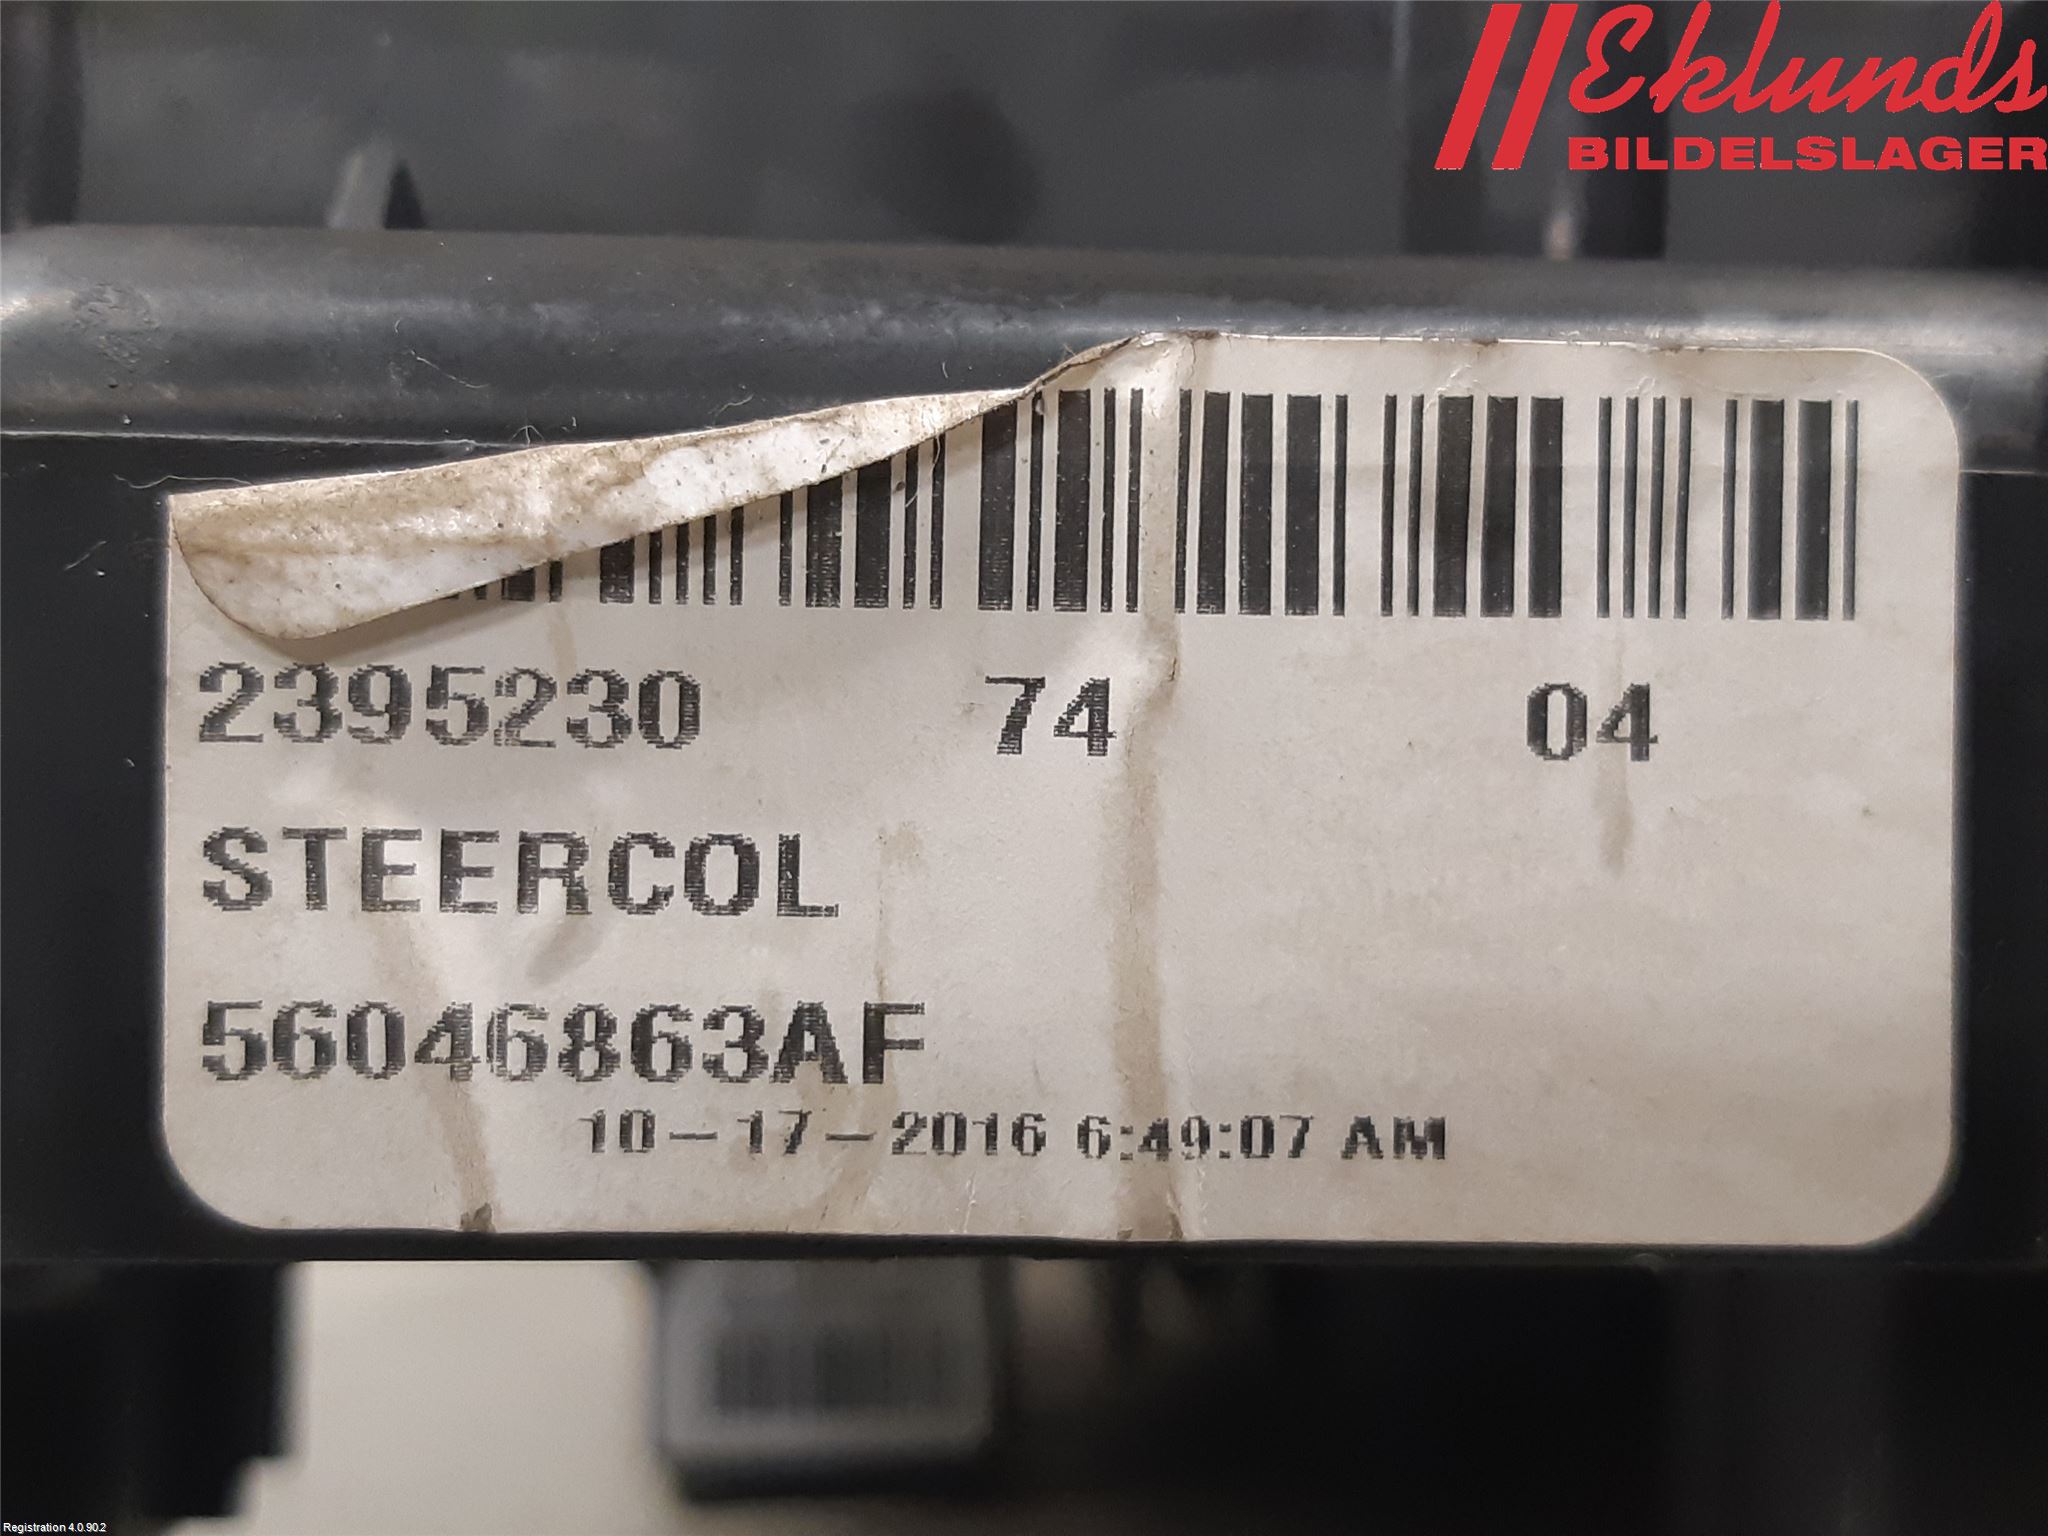 Eklunds
BILDELSLAGER
2395230 74 04
STEERCOL
56046863AF
10-17-2016 6:49:07 AM
Registration 4.0.90.2